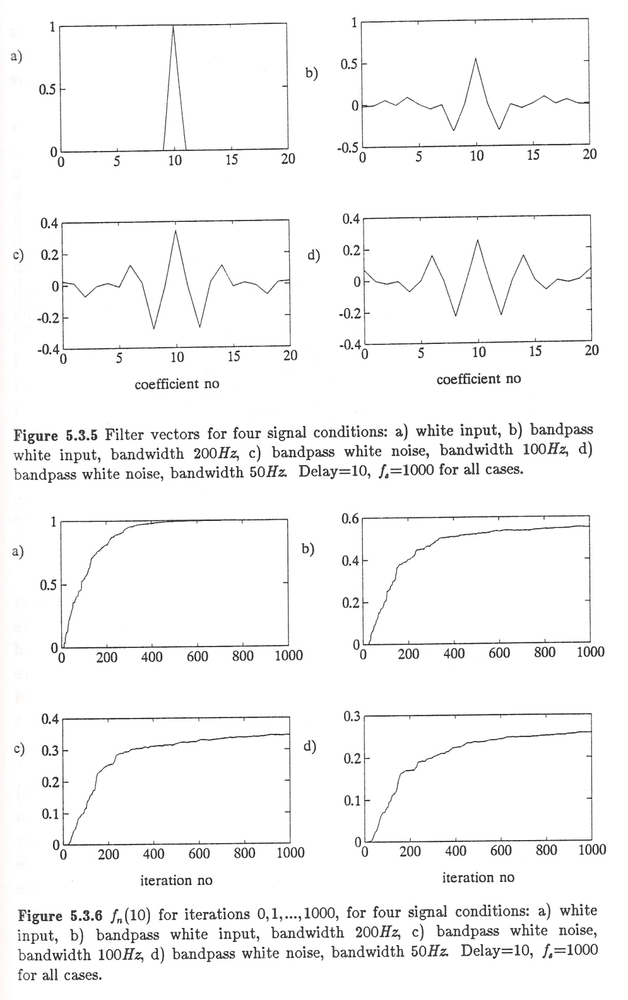 a)
1
0.5
0
0 5 10 15 20
b)
1
0.5
0
-0.5
0 5 10 15 20
c)
0.4
0.2
0
-0.2
-0.4
0 5 10 15 20
coefficient no
d)
0.4
0.2
0
-0.2
-0.4
0 5 10 15 20
coefficient no
Figure 5.3.5 Filter vectors for four signal conditions: a) white input, b) bandpass
white input, bandwidth 200Hz, c) bandpass white noise, bandwidth 100Hz, d)
bandpass white noise, bandwidth 50Hz. Delay=10, fs=1000 for all cases.
a)
1
0.5
0
0 200 400 600 800 1000
b)
0.6
0.4
0.2
0
0 200 400 600 800 1000
c)
0.4
0.3
0.2
0.1
0
0 200 400 600 800 1000
iteration no
d)
0.3
0.2
0.1
0
0 200 400 600 800 1000
iteration no
Figure 5.3.6 fn(10) for iterations 0,1,...,1000, for four signal conditions: a) white
input, b) bandpass white input, bandwidth 200Hz, c) bandpass white noise,
bandwidth 100Hz, d) bandpass white noise, bandwidth 50Hz. Delay=10, fs=1000
for all cases.